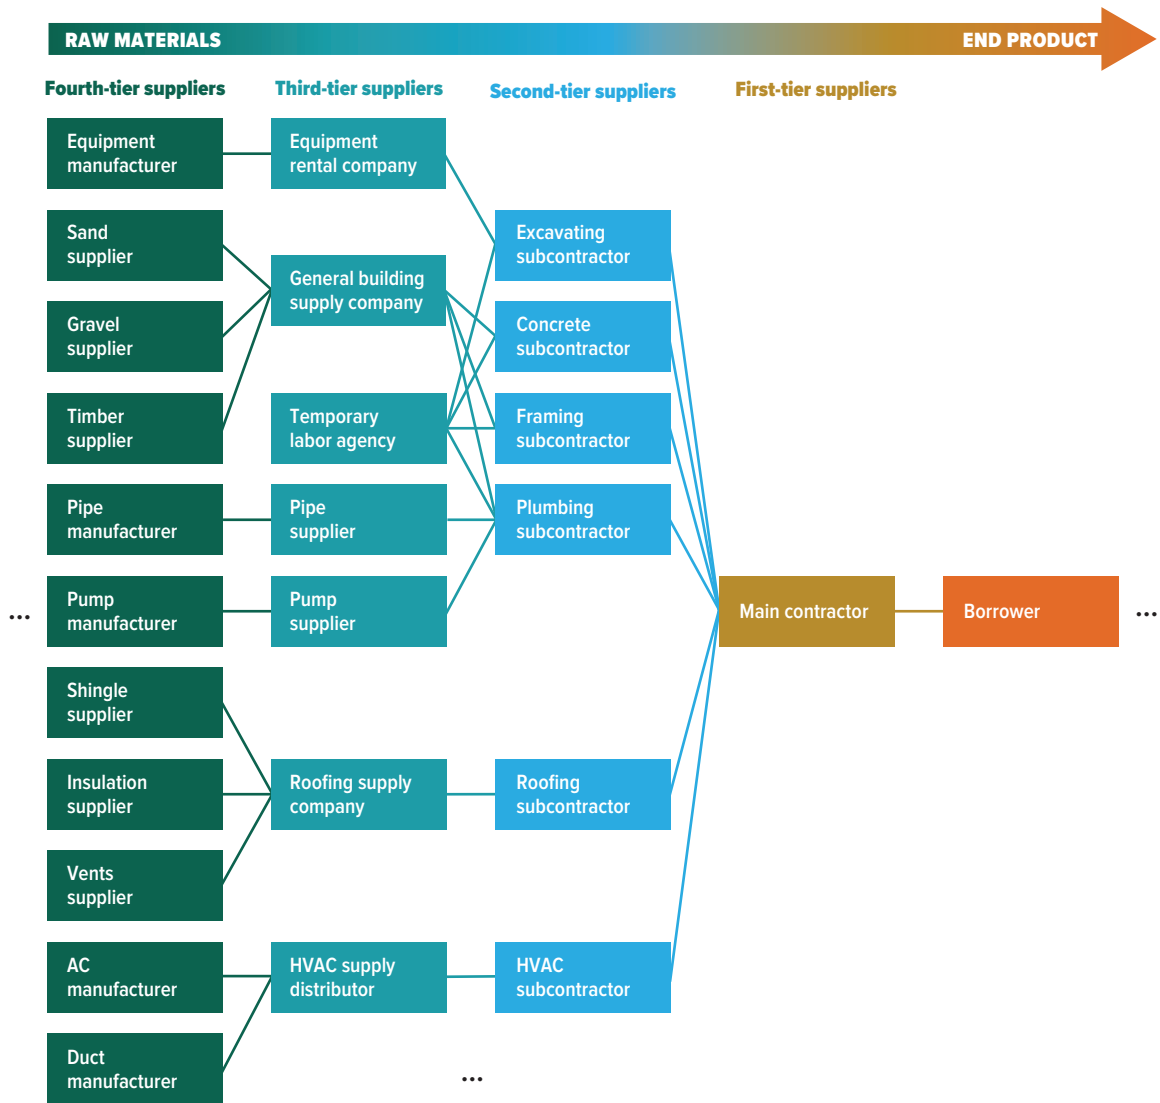 RAW MATERIALS
END PRODUCT
Fourth-tier suppliers
Third-tier suppliers
Second-tier suppliers
First-tier suppliers
Equipment
manufacturer
Sand
supplier
Gravel
supplier
Timber
supplier
Pipe
manufacturer
...
Pump
manufacturer
Shingle
supplier
Insulation
supplier
Vents
supplier
AC
manufacturer
Duct
manufacturer
Equipment
rental company
General building
supply company
Temporary
labor agency
Pipe
supplier
Pump
supplier
Roofing supply
company
HVAC supply
distributor
Excavating
subcontractor
Concrete
subcontractor
Framing
subcontractor
Plumbing
subcontractor
Roofing
subcontractor
HVAC
subcontractor
...
Main contractor
Borrower
...